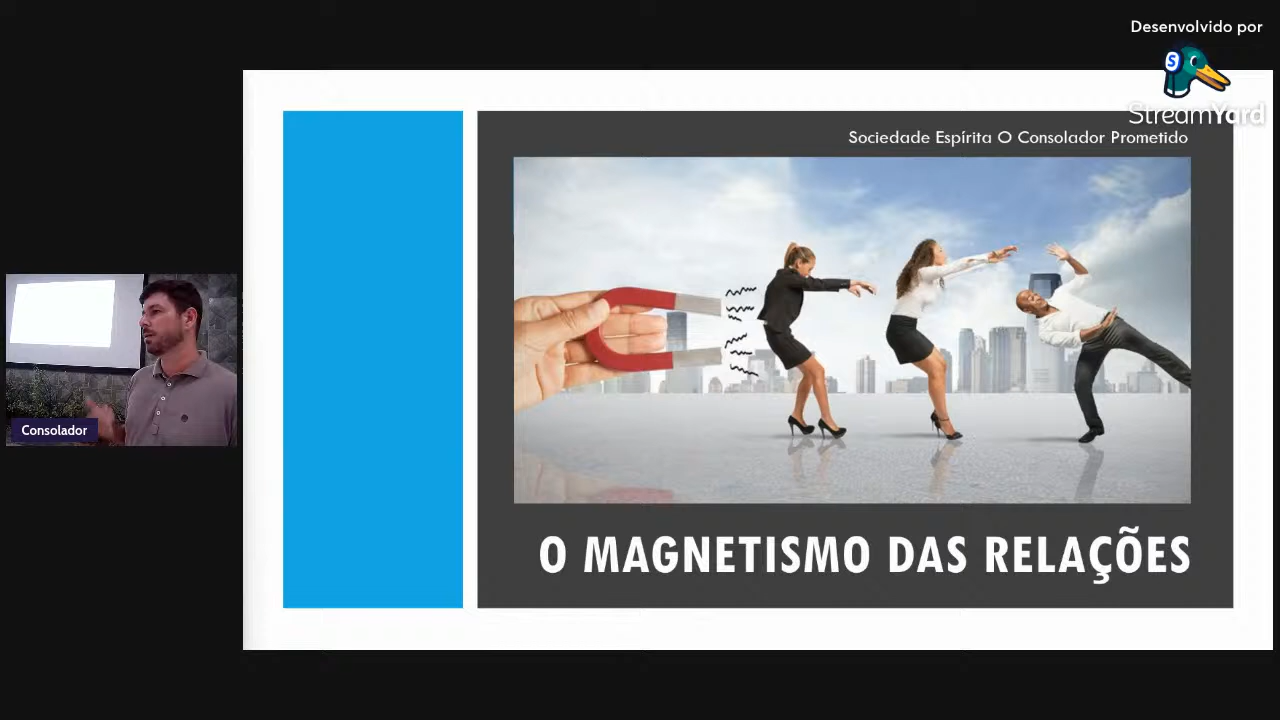 Desenvolvido por
S
StreamYard
Sociedade Espírita O Consolador Prometido
O MAGNETISMO DAS RELAÇÕES
Consolador